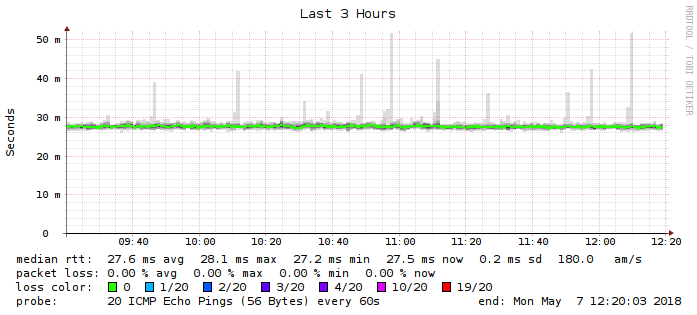 Last 3 Hours
RRDTOOL / TOBI OETIKER
Seconds
50 m
40 m
30 m
20 m
10 m
0
09:40 10:00 10:20 10:40 11:00 11:20 11:40 12:00 12:20
median rtt: 27.6 ms avg 28.1 ms max 27.2 ms min 27.5 ms now 0.2 ms sd 180.0 am/s
packet loss: 0.00 % avg 0.00 % max 0.00 % min 0.00 % now
loss color: 0 1/20 2/20 3/20 4/20 10/20 19/20
probe: 20 ICMP Echo Pings (56 Bytes) every 60s end: Mon May 7 12:20:03 2018